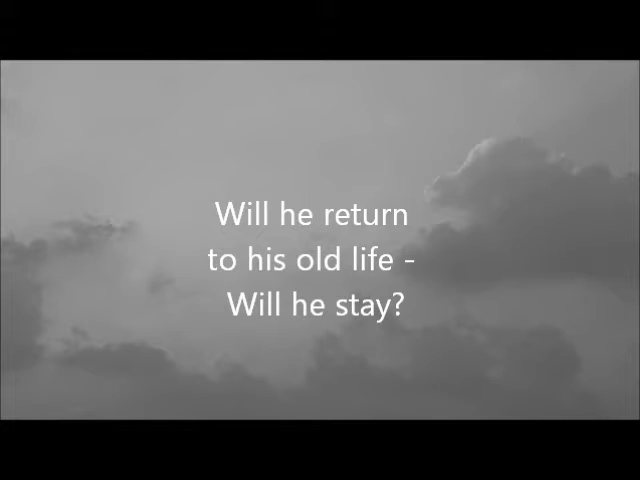 Will he return
to his old life -
Will he stay?